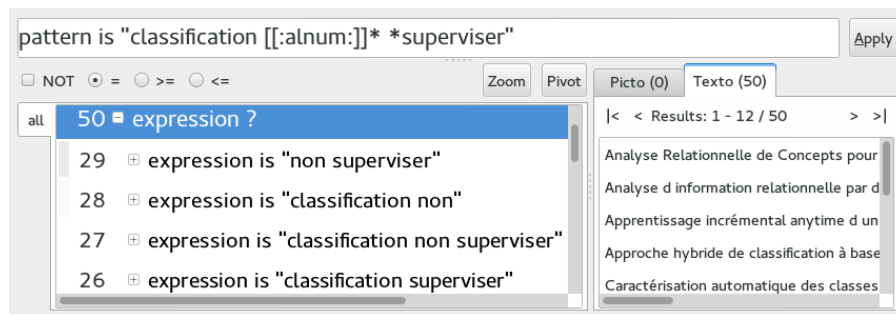 pattern is "classification [[:alnum:]]* *superviser"
Apply
NOT = >= <=
Zoom
Pivot
Picto (0)
Texto (50)
all
50 expression ?
29 expression is "non superviser"
28 expression is "classification non"
27 expression is "classification non superviser"
26 expression is "classification superviser"
|< < Results: 1 - 12 / 50 > >|
Analyse Relationnelle de Concepts pour
Analyse d information relationnelle par d
Apprentissage incrémental anytime d un
Approche hybride de classification à base
Caractérisation automatique des classes